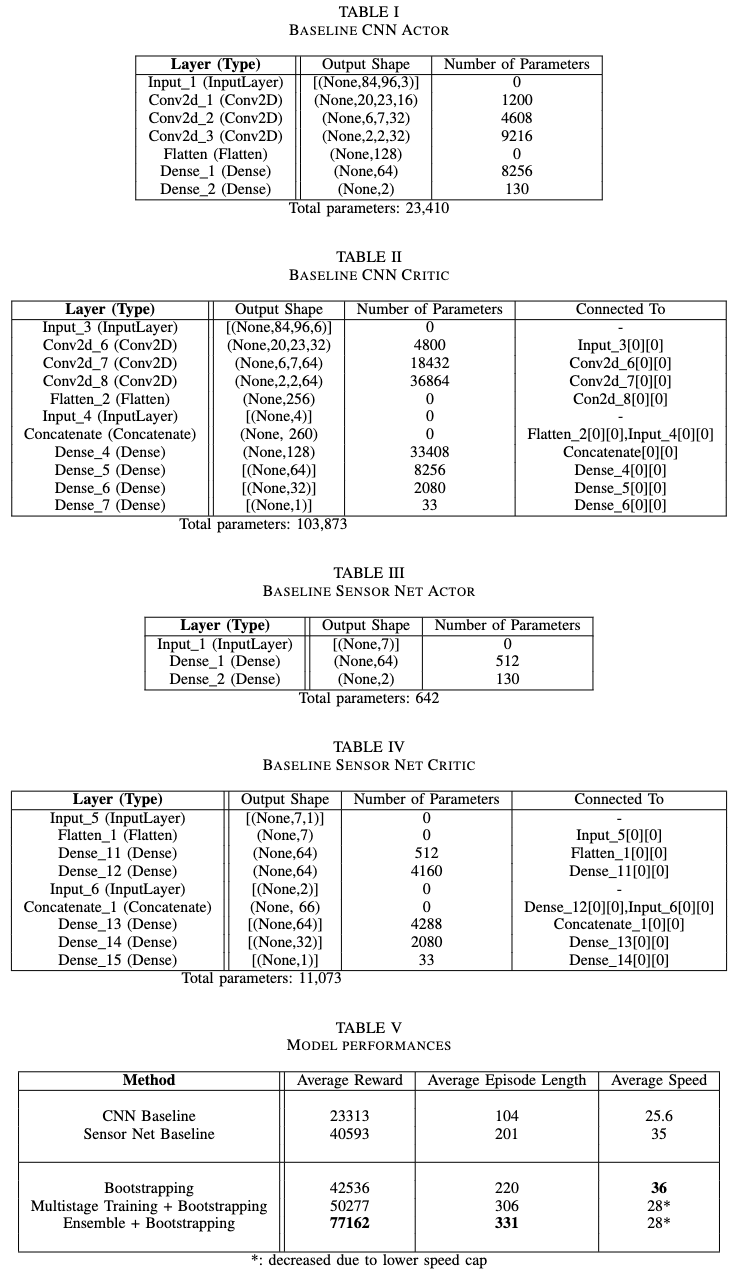 TABLE I
BASELINE CNN ACTOR
Layer (Type) Output Shape Number of Parameters
Input_1 (InputLayer) [(None,84,96,3)] 0
Conv2d_1 (Conv2D) (None,20,23,16) 1200
Conv2d_2 (Conv2D) (None,6,7,32) 4608
Conv2d_3 (Conv2D) (None,2,2,32) 9216
Flatten (Flatten) (None,128) 0
Dense_1 (Dense) (None,64) 8256
Dense_2 (Dense) (None,2) 130
Total parameters: 23,410
TABLE II
BASELINE CNN CRITIC
Layer (Type) Output Shape Number of Parameters Connected To
Input_3 (InputLayer) [(None,84,96,6)] 0 -
Conv2d_6 (Conv2D) (None,20,23,32) 4800 Input_3[0][0]
Conv2d_7 (Conv2D) (None,6,7,64) 18432 Conv2d_6[0][0]
Conv2d_8 (Conv2D) (None,2,2,64) 36864 Conv2d_7[0][0]
Flatten_2 (Flatten) (None,256) 0 Con2d_8[0][0]
Input_4 (InputLayer) [(None,4)] 0 -
Concatenate (Concatenate) (None, 260) 0 Flatten_2[0][0],Input_4[0][0]
Dense_4 (Dense) (None,128) 33408 Concatenate[0][0]
Dense_5 (Dense) [(None,64)] 8256 Dense_4[0][0]
Dense_6 (Dense) [(None,32)] 2080 Dense_5[0][0]
Dense_7 (Dense) [(None,1)] 33 Dense_6[0][0]
Total parameters: 103,873
TABLE III
BASELINE SENSOR NET ACTOR
Layer (Type) Output Shape Number of Parameters
Input_1 (InputLayer) [(None,7)] 0
Dense_1 (Dense) (None,64) 512
Dense_2 (Dense) (None,2) 130
Total parameters: 642
TABLE IV
BASELINE SENSOR NET CRITIC
Layer (Type) Output Shape Number of Parameters Connected To
Input_5 (InputLayer) [(None,7,1)] 0 -
Flatten_1 (Flatten) (None,7) 0 Input_5[0][0]
Dense_11 (Dense) (None,64) 512 Flatten_1[0][0]
Dense_12 (Dense) (None,64) 4160 Dense_11[0][0]
Input_6 (InputLayer) [(None,2)] 0 -
Concatenate_1 (Concatenate) (None, 66) 0 Dense_12[0][0],Input_6[0][0]
Dense_13 (Dense) [(None,64)] 4288 Concatenate_1[0][0]
Dense_14 (Dense) [(None,32)] 2080 Dense_13[0][0]
Dense_15 (Dense) [(None,1)] 33 Dense_14[0][0]
Total parameters: 11,073
TABLE V
MODEL PERFORMANCES
Method Average Reward Average Episode Length Average Speed
CNN Baseline 23313 104 25.6
Sensor Net Baseline 40593 201 35
Bootstrapping 42536 220 36
Multistage Training + Bootstrapping 50277 306 28*
Ensemble + Bootstrapping 77162 331 28*
*: decreased due to lower speed cap